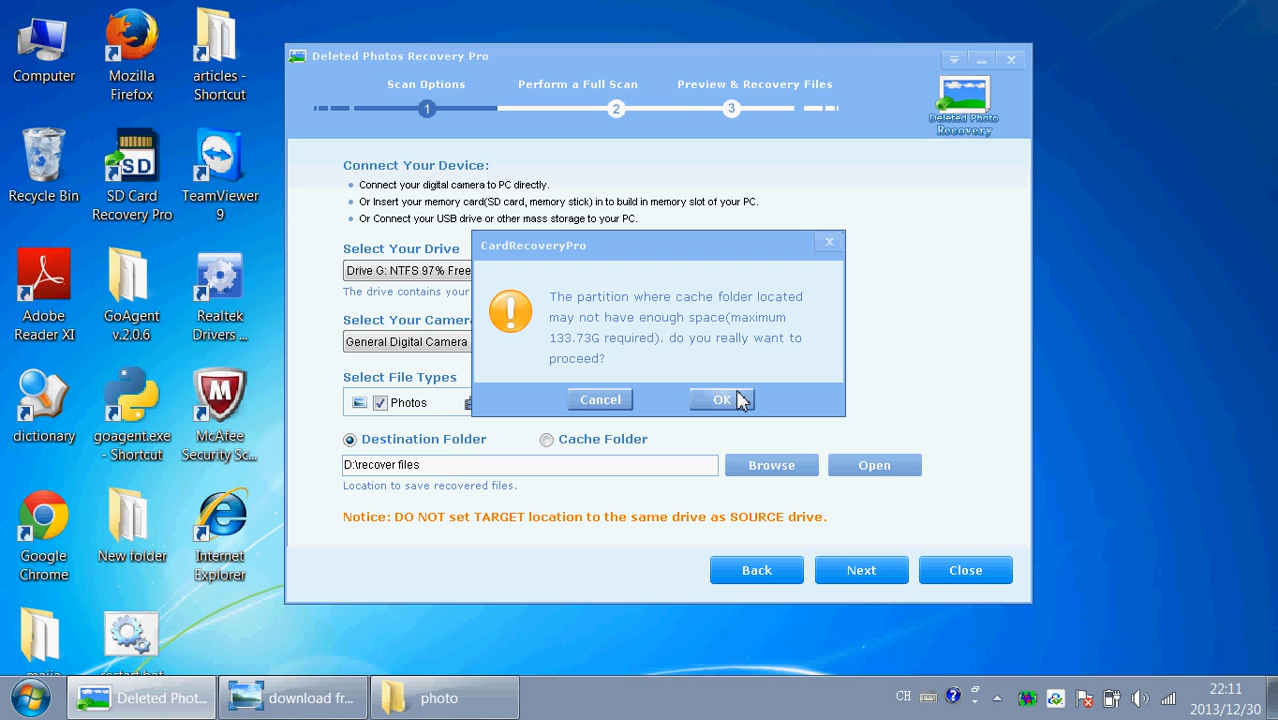 Computer
Mozilla
Firefox
articles -
Shortcut
Recycle Bin
SD
SD Card
Recovery Pro
TeamViewer
9
Adobe
Reader XI
GoAgent
v.2.0.6
Realtek
Drivers ...
dictionary
goagent.exe
- Shortcut
McAfee
Security Sc...
Google
Chrome
New folder
Internet
Explorer
Deleted Photos Recovery Pro
Scan Options
Perform a Full Scan
Preview & Recovery Files
1
2
3
Deleted Photo
Recovery
Connect Your Device:
Connect your digital camera to PC directly.
Or Insert your memory card(SD card, memory stick) in to build in memory slot of your PC.
Or Connect your USB drive or other mass storage to your PC.
Select Your Drive
Drive G: NTFS 97% Free
The drive contains your
Select Your Camera
General Digital Camera
Select File Types
Photos
CardRecoveryPro
The partition where cache folder located
may not have enough space(maximum
133.73G required). do you really want to
proceed?
Cancel
OK
Destination Folder
Cache Folder
D:\recover files
Browse
Open
Location to save recovered files.
Notice: DO NOT set TARGET location to the same drive as SOURCE drive.
Back
Next
Close
Deleted Phot...
download fr...
photo
CH
22:11
2013/12/30